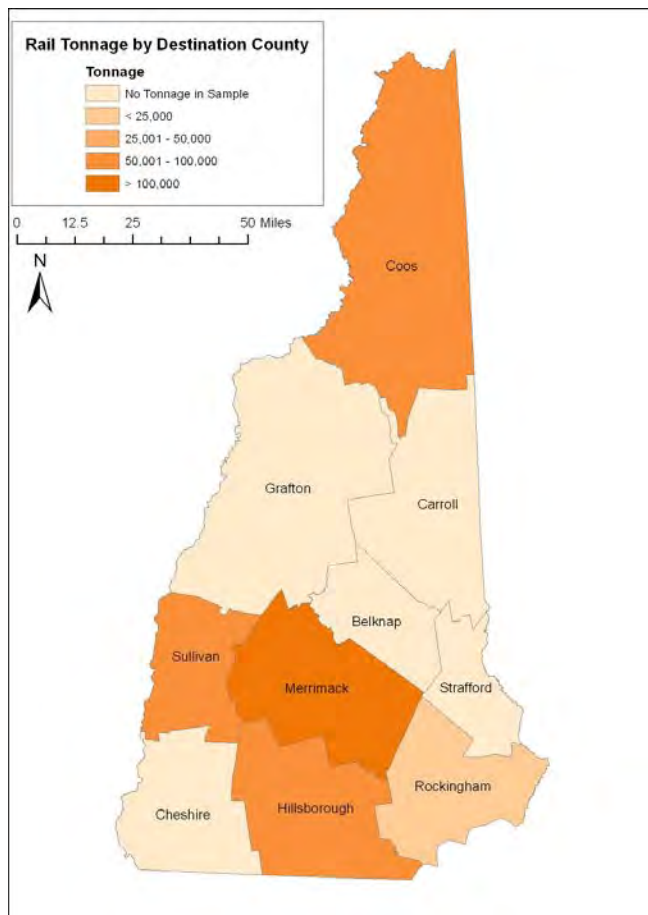 Rail Tonnage by Destination County
Tonnage
No Tonnage in Sample
< 25,000
25,001 - 50,000
50,001 - 100,000
> 100,000
0 12.5 25 50 Miles
N
Coos
Grafton
Carroll
Belknap
Sullivan
Merrimack
Strafford
Rockingham
Hillsborough
Cheshire